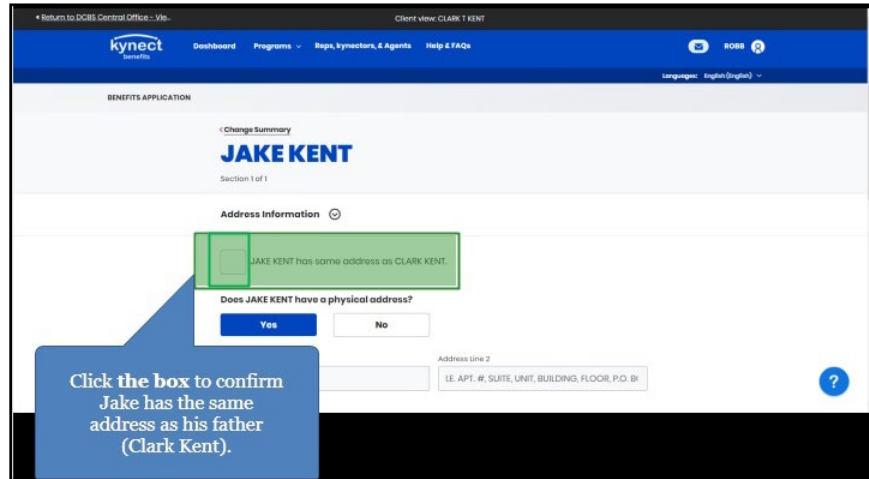 < Return to DCBS Central Office - Vie..
Client view: CLARK T KENT
kynect
benefits
Dashboard Programs Reps, kynectors, & Agents Help & FAQs
ROBB
Languages: English (English)
BENEFITS APPLICATION
< Change Summary
JAKE KENT
Section 1 of 1
Address Information
JAKE KENT has same address as CLARK KENT.
Does JAKE KENT have a physical address?
Yes No
Address Line 2
I.E. APT. #, SUITE, UNIT, BUILDING, FLOOR, P.O. B
Click the box to confirm
Jake has the same
address as his father
(Clark Kent).
?